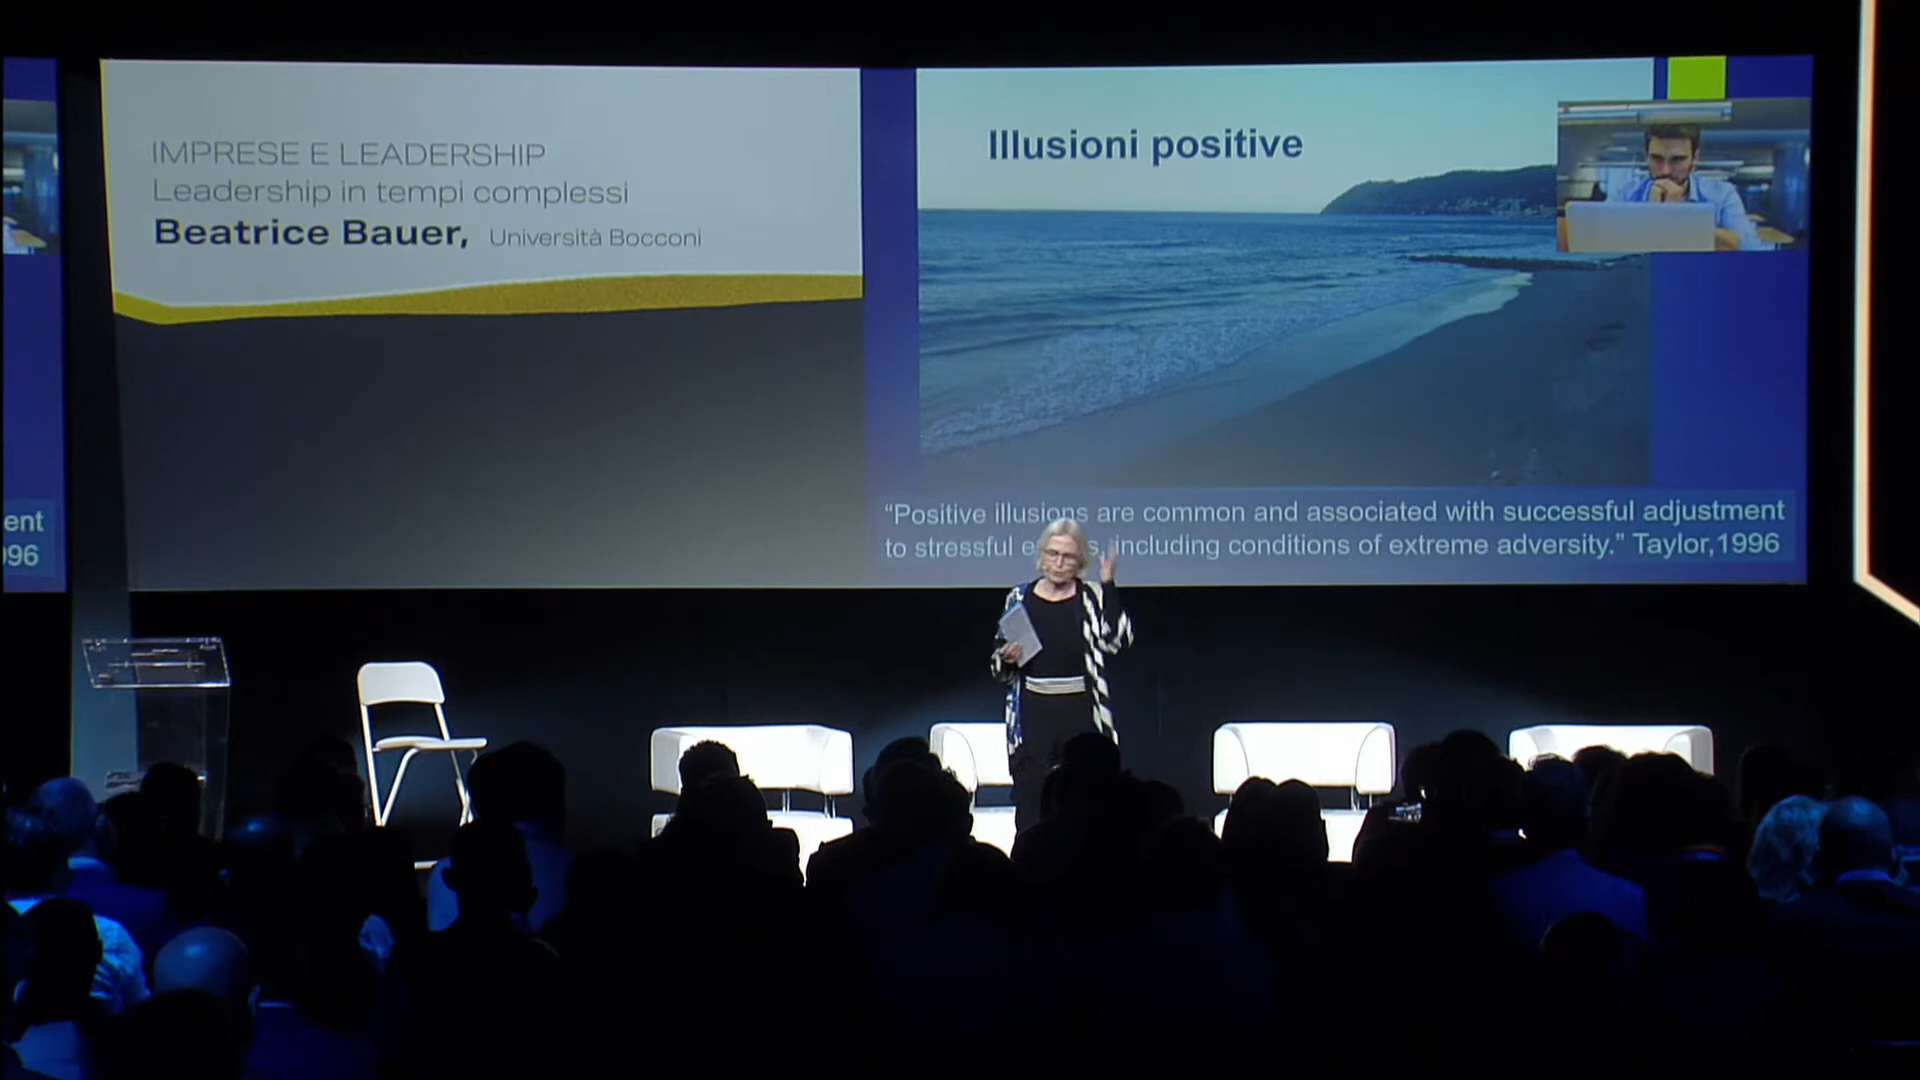 IMPRESE E LEADERSHIP
Leadership in tempi complessi
Beatrice Bauer, Università Bocconi
Illusioni positive
“Positive illusions are common and associated with successful adjustment
to stressful including conditions of extreme adversity.” Taylor,1996
ent
996